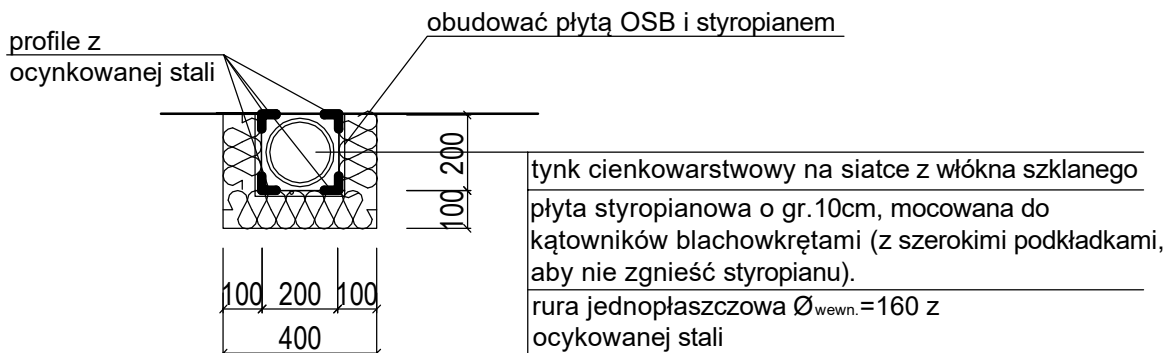 obudować płytą OSB i styropianem
profile z
ocynkowanej stali
200
100
tynk cienkowarstwowy na siatce z włókna szklanego
płyta styropianowa o gr.10cm, mocowana do
kątowników blachowkrętami (z szerokimi podkładkami,
aby nie zgnieść styropianu).
rura jednopłaszczowa Øwewn.=160 z
ocykowanej stali
100 200 100
400